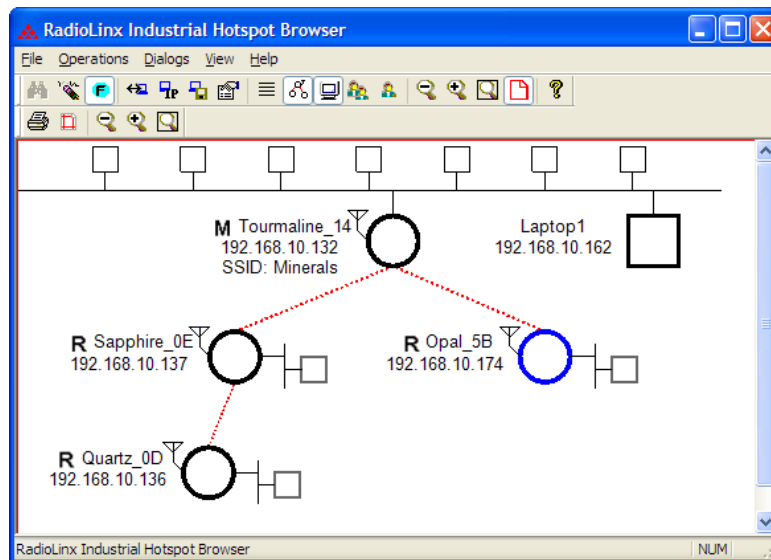 RadioLinx Industrial Hotspot Browser
File Operations Dialogs View Help
F
IP
?
M Tourmaline_14
192.168.10.132
SSID: Minerals
Laptop1
192.168.10.162
R Sapphire_0E
192.168.10.137
R Opal_5B
192.168.10.174
R Quartz_0D
192.168.10.136
RadioLinx Industrial Hotspot Browser NUM